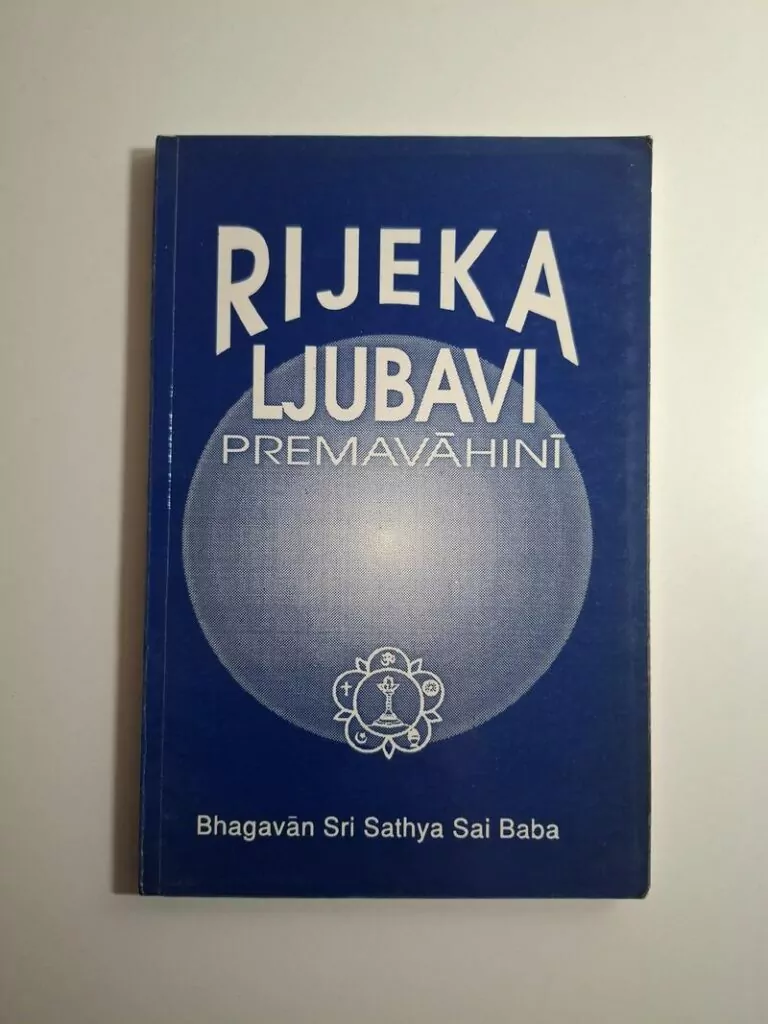 RIJEKA
LJUBAVI
PREMAVĀHINĪ
Bhagavān Sri Sathya Sai Baba